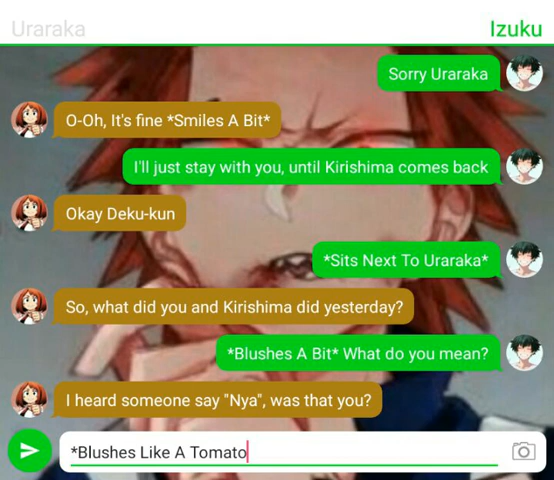 Uraraka
Izuku
Sorry Uraraka
O-Oh, It's fine *Smiles A Bit*
I'll just stay with you, until Kirishima comes back
Okay Deku-kun
*Sits Next To Uraraka*
So, what did you and Kirishima did yesterday?
*Blushes A Bit* What do you mean?
I heard someone say "Nya", was that you?
*Blushes Like A Tomato